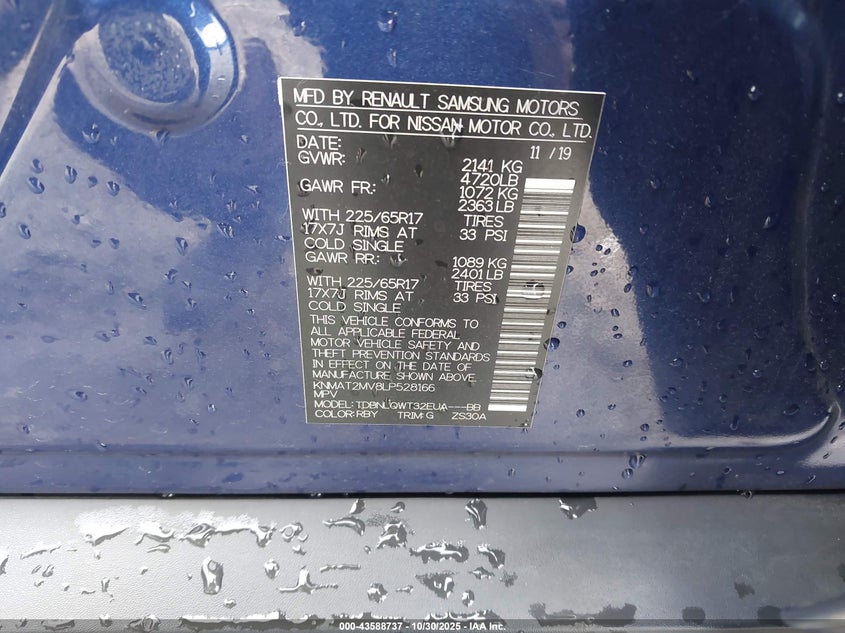 MFD BY RENAULT SAMSUNG MOTORS
CO., LTD. FOR NISSAN MOTOR CO., LTD.
DATE: 11 / 19
GVWR: 2141 KG
4720LB
GAWR FR: 1072 KG
2363LB
WITH 225/65R17 TIRES
17X7J RIMS AT 33 PSI
COLD SINGLE
GAWR RR: 1089 KG
2401LB
WITH 225/65R17 TIRES
17X7J RIMS AT 33 PSI
COLD SINGLE
THIS VEHICLE CONFORMS TO
ALL APPLICABLE FEDERAL
MOTOR VEHICLE SAFETY AND
THEFT PREVENTION STANDARDS
IN EFFECT ON THE DATE OF
MANUFACTURE SHOWN ABOVE.
KNMAT2MV8LP528166
MPV
MODEL: TDBNLQWT32EUA---BB
COLOR:RBY TRIM:G ZS30A
000-43588737 - 10/30/2025 - IAA Inc.